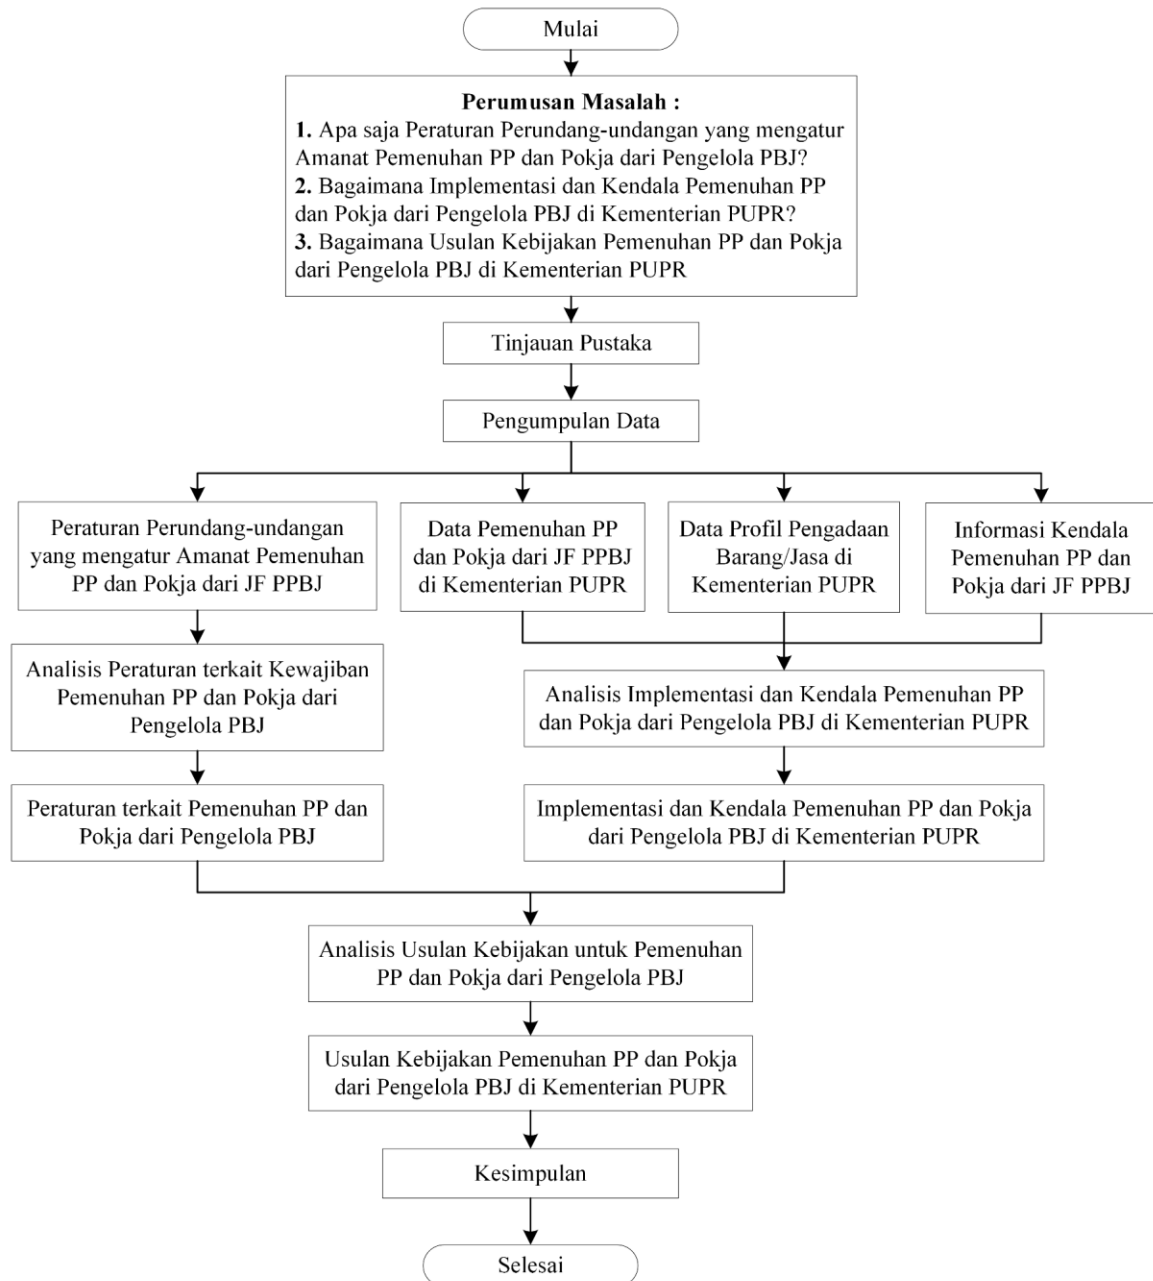 Mulai
Perumusan Masalah :
1. Apa saja Peraturan Perundang-undangan yang mengatur
Amanat Pemenuhan PP dan Pokja dari Pengelola PBJ?
2. Bagaimana Implementasi dan Kendala Pemenuhan PP
dan Pokja dari Pengelola PBJ di Kementerian PUPR?
3. Bagaimana Usulan Kebijakan Pemenuhan PP dan Pokja
dari Pengelola PBJ di Kementerian PUPR
Tinjauan Pustaka
Pengumpulan Data
Peraturan Perundang-undangan
yang mengatur Amanat Pemenuhan
PP dan Pokja dari JF PPBJ
Data Pemenuhan PP
dan Pokja dari JF PPBJ
di Kementerian PUPR
Data Profil Pengadaan
Barang/Jasa di
Kementerian PUPR
Informasi Kendala
Pemenuhan PP dan
Pokja dari JF PPBJ
Analisis Peraturan terkait Kewajiban
Pemenuhan PP dan Pokja dari
Pengelola PBJ
Analisis Implementasi dan Kendala Pemenuhan PP
dan Pokja dari Pengelola PBJ di Kementerian PUPR
Peraturan terkait Pemenuhan PP dan
Pokja dari Pengelola PBJ
Implementasi dan Kendala Pemenuhan PP dan Pokja
dari Pengelola PBJ di Kementerian PUPR
Analisis Usulan Kebijakan untuk Pemenuhan
PP dan Pokja dari Pengelola PBJ
Usulan Kebijakan Pemenuhan PP dan Pokja
dari Pengelola PBJ di Kementerian PUPR
Kesimpulan
Selesai